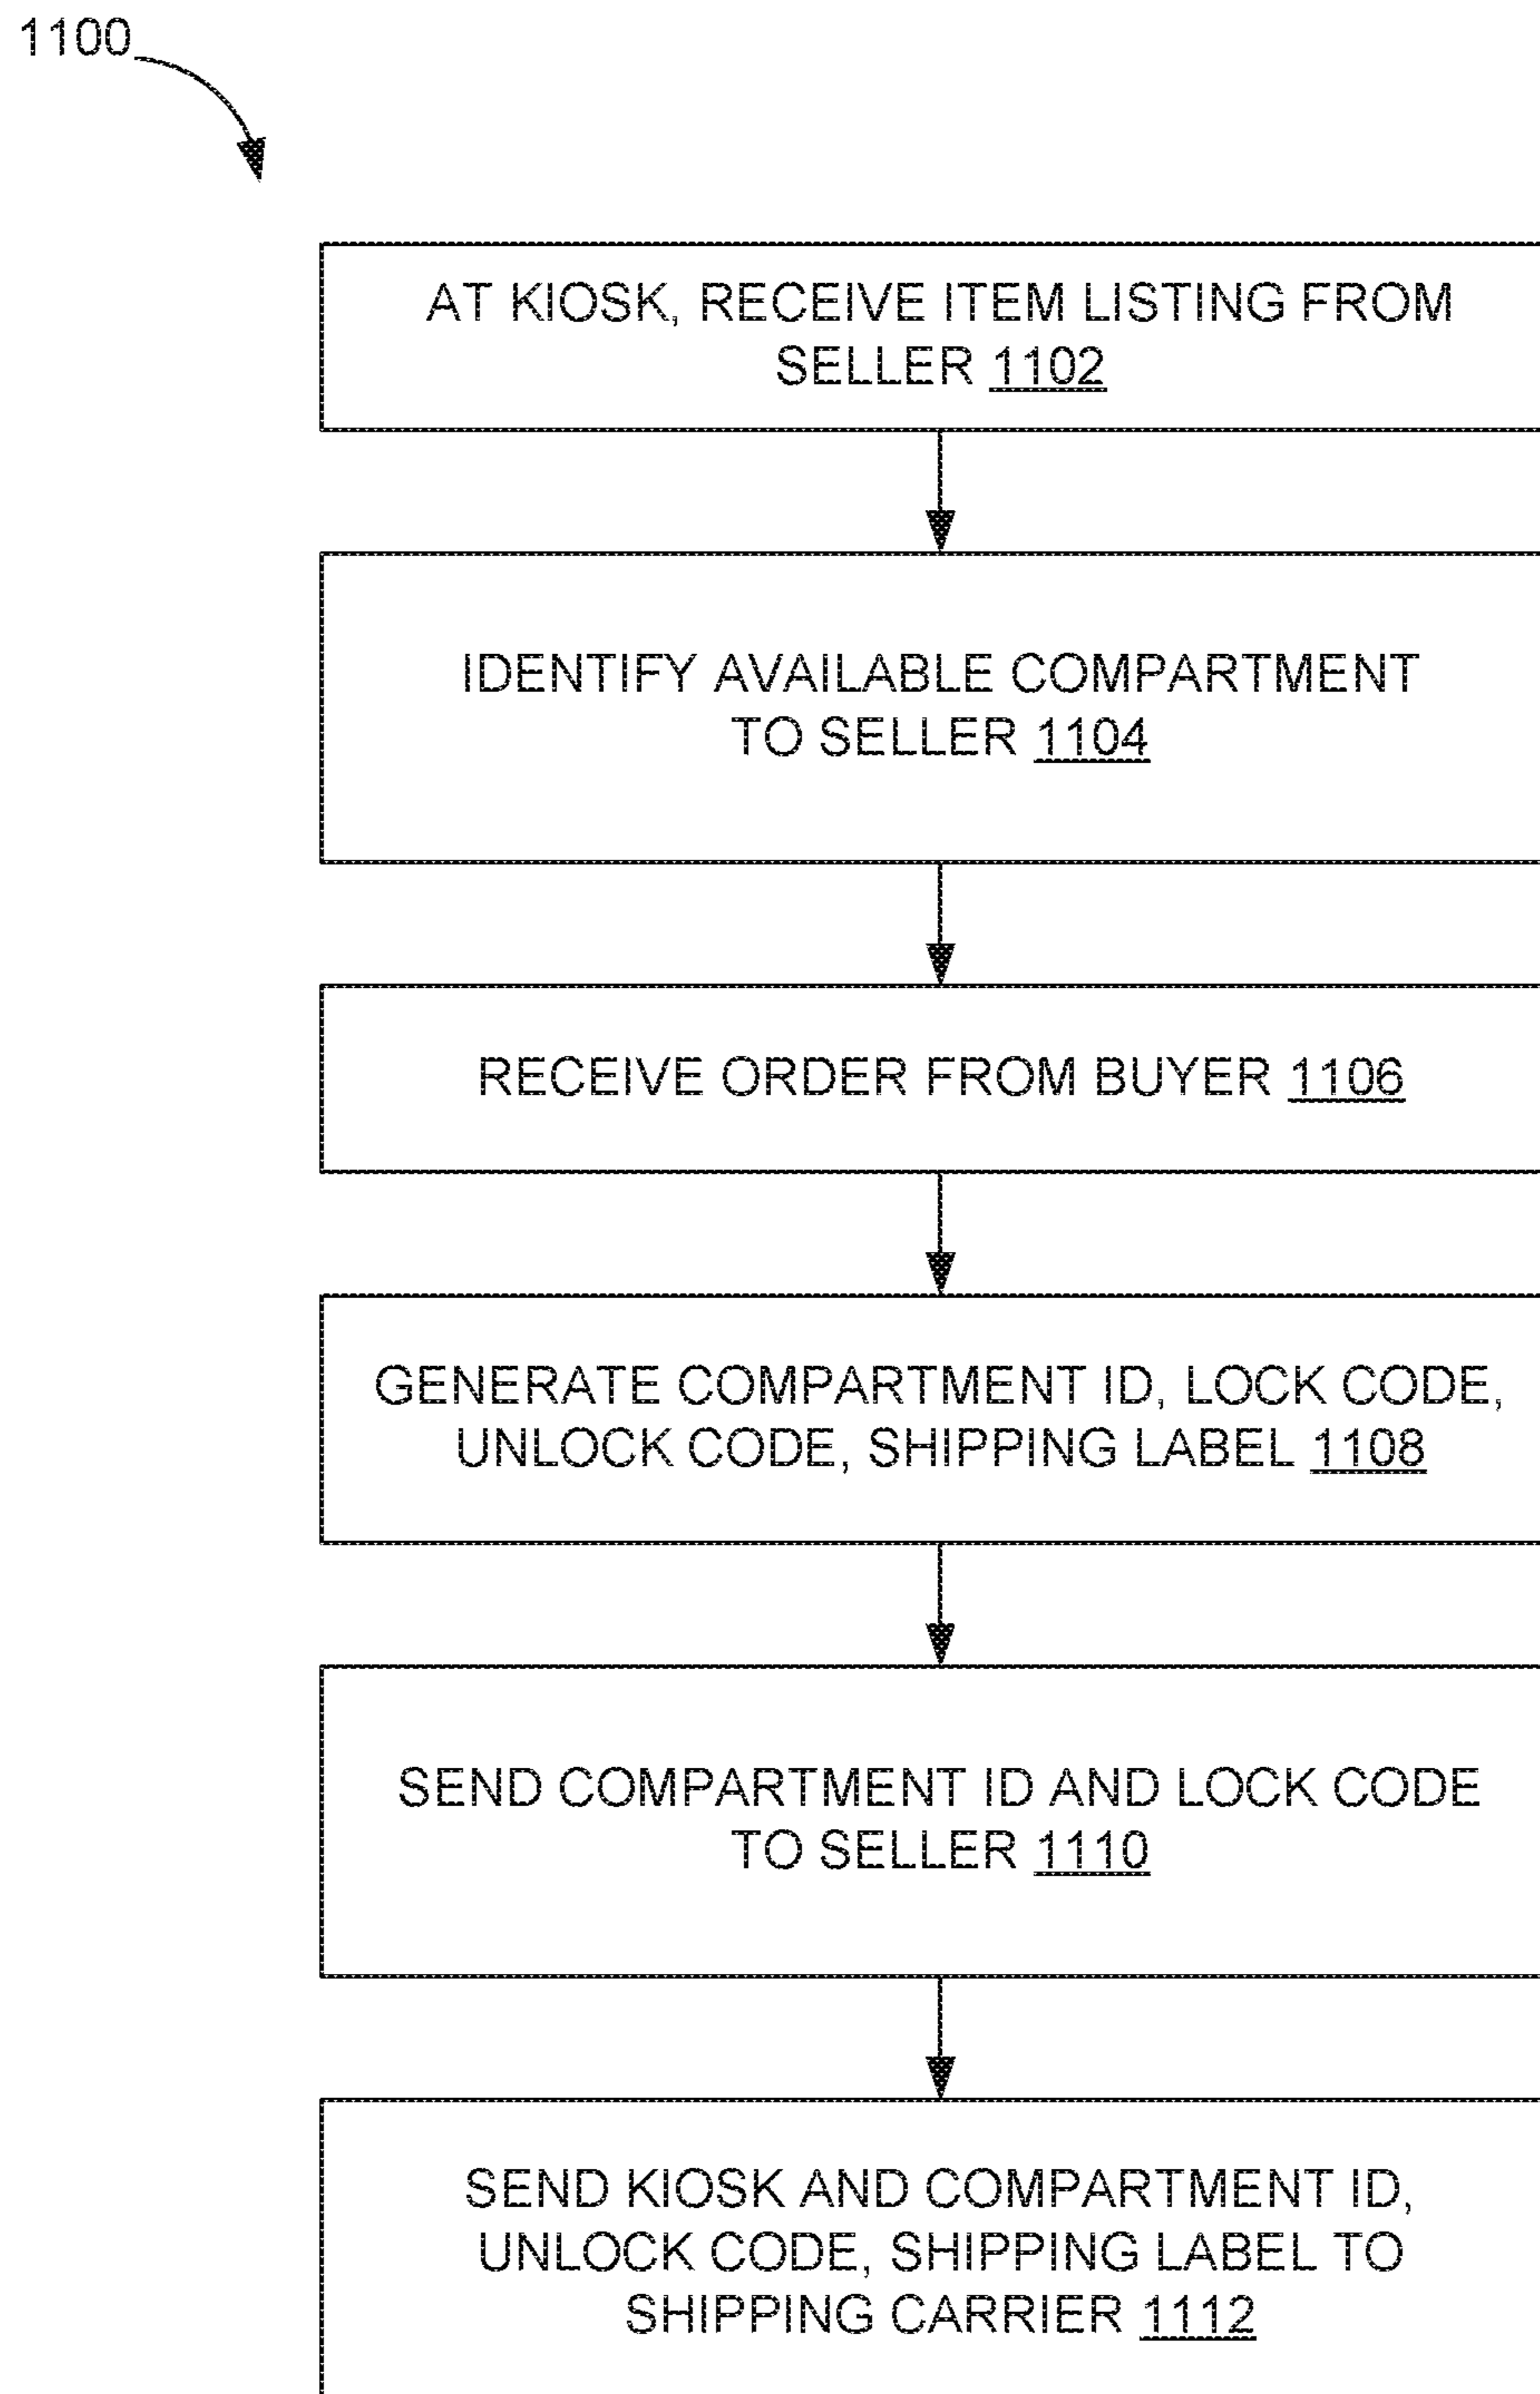 1100
AT KIOSK, RECEIVE ITEM LISTING FROM
SELLER 1102
IDENTIFY AVAILABLE COMPARTMENT
TO SELLER 1104
RECEIVE ORDER FROM BUYER 1106
GENERATE COMPARTMENT ID, LOCK CODE,
UNLOCK CODE, SHIPPING LABEL 1108
SEND COMPARTMENT ID AND LOCK CODE
TO SELLER 1110
SEND KIOSK AND COMPARTMENT ID,
UNLOCK CODE, SHIPPING LABEL TO
SHIPPING CARRIER 1112